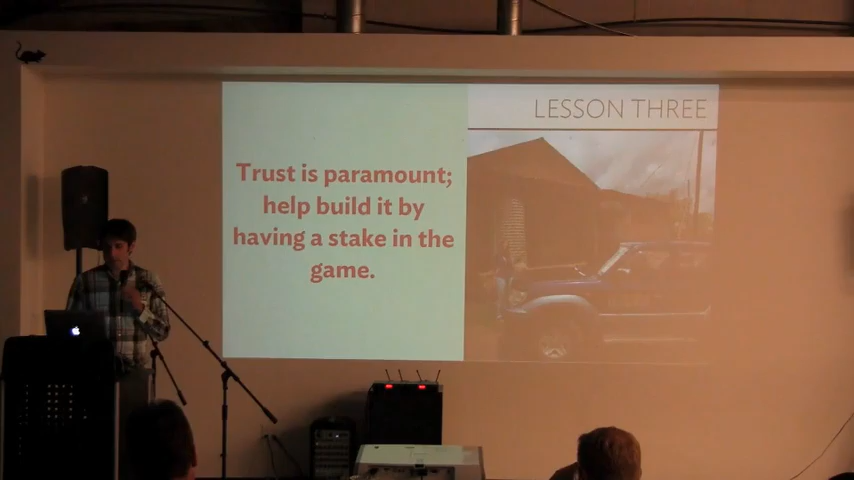 LESSON THREE
Trust is paramount;
help build it by
having a stake in the
game.